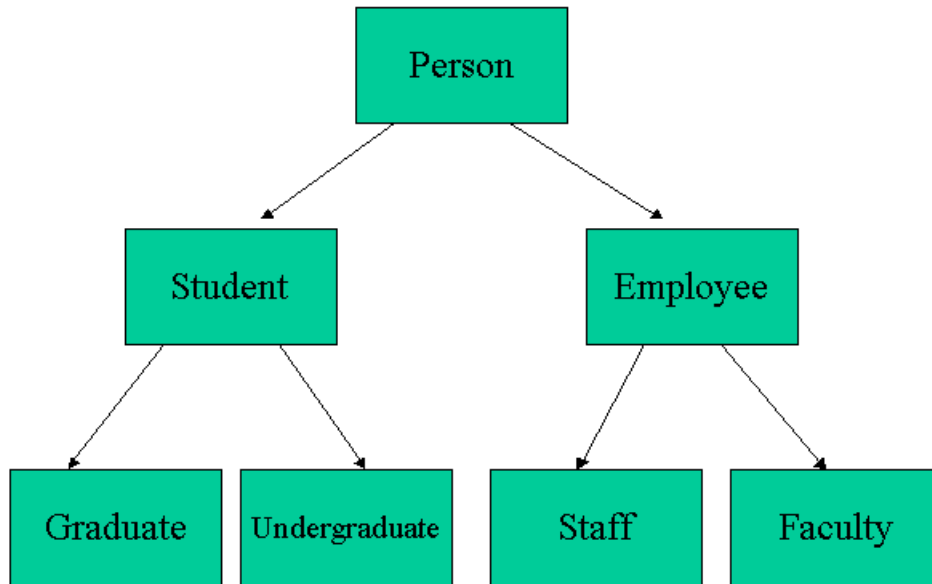 Person
Student
Employee
Graduate
Undergraduate
Staff
Faculty